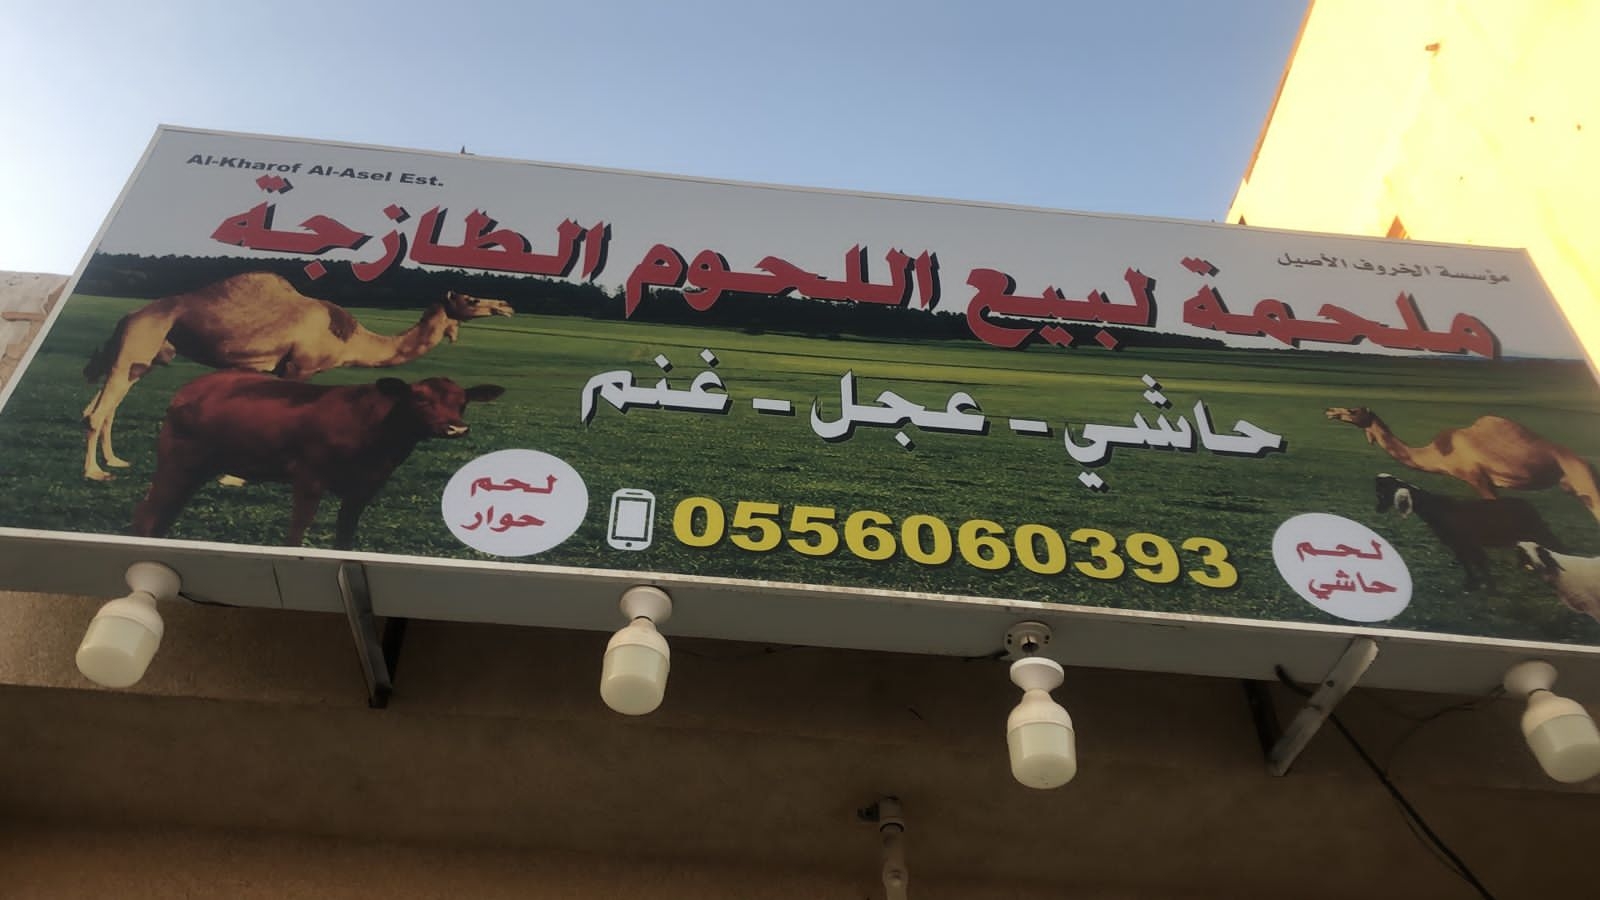 Al-Kharof Al-Asel Est.
مؤسسة الخروف الأصيل
ملحمة لبيع اللحوم الطازجة
حاشي - عجل - غنم
لحم
حاشي
0556060393
لحم
حوار